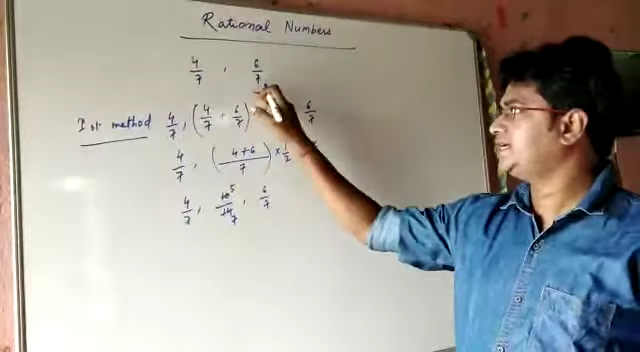 Rational Numbers
4/7 , 6/7
Ist method 4/7 , (4/7 + 6/7) 6/7
4/7 , (4+6/7) × 1/2
4/7 , 10/14 5/7 , 6/7